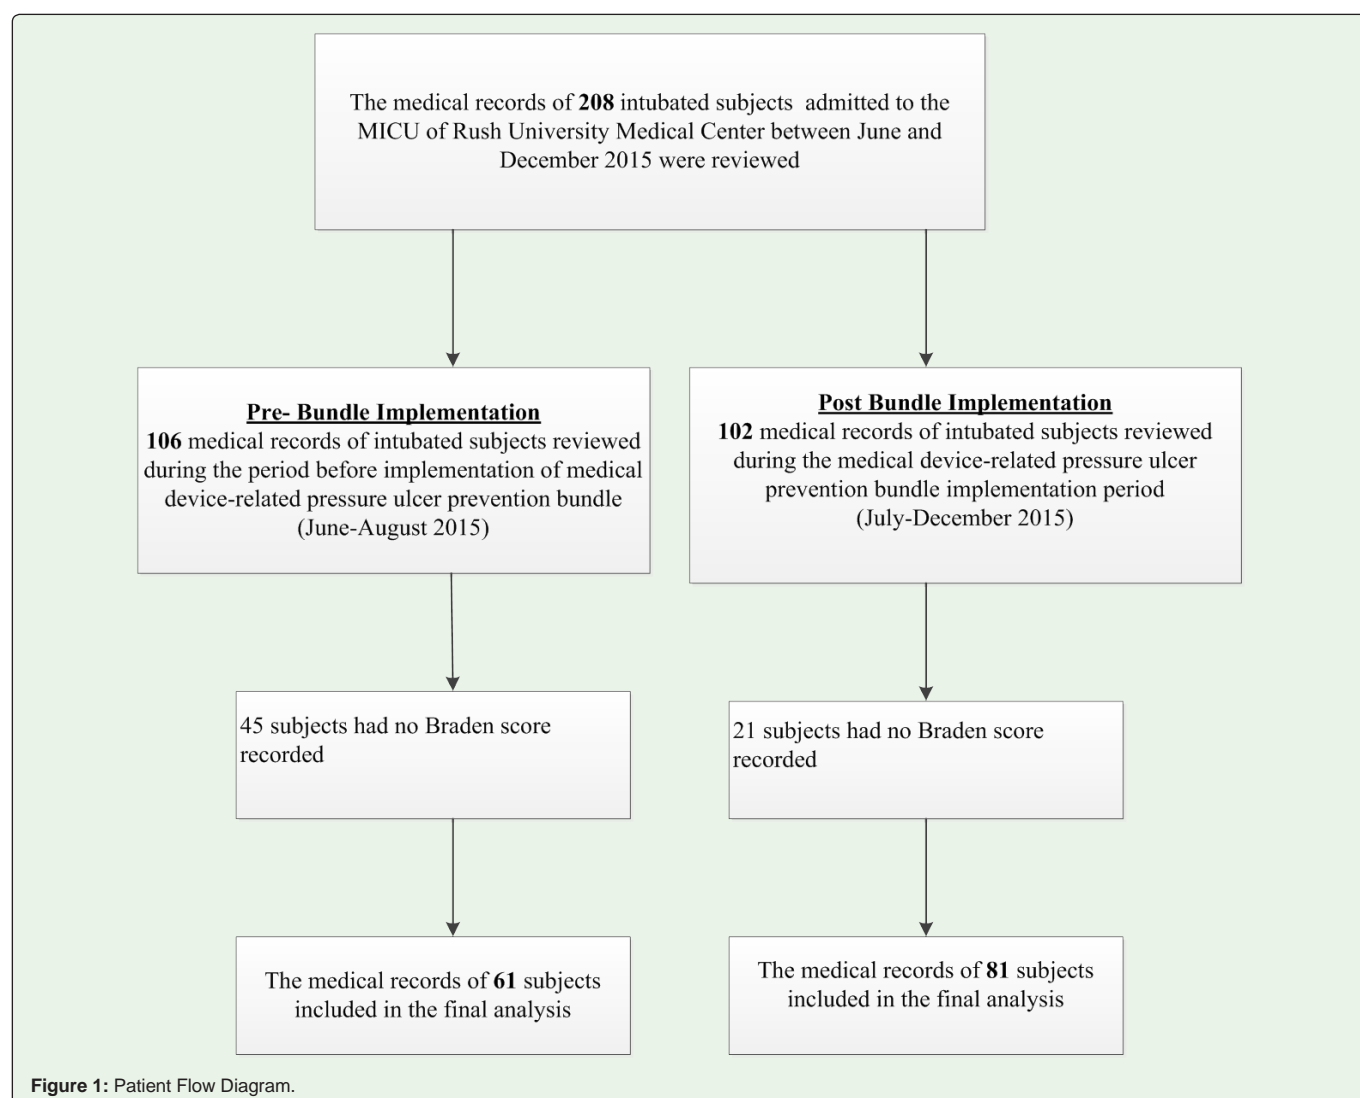 The medical records of 208 intubated subjects admitted to the
MICU of Rush University Medical Center between June and
December 2015 were reviewed
Pre- Bundle Implementation
106 medical records of intubated subjects reviewed
during the period before implementation of medical
device-related pressure ulcer prevention bundle
(June-August 2015)
Post Bundle Implementation
102 medical records of intubated subjects reviewed
during the medical device-related pressure ulcer
prevention bundle implementation period
(July-December 2015)
45 subjects had no Braden score
recorded
21 subjects had no Braden score
recorded
The medical records of 61 subjects
included in the final analysis
The medical records of 81 subjects
included in the final analysis
Figure 1: Patient Flow Diagram.